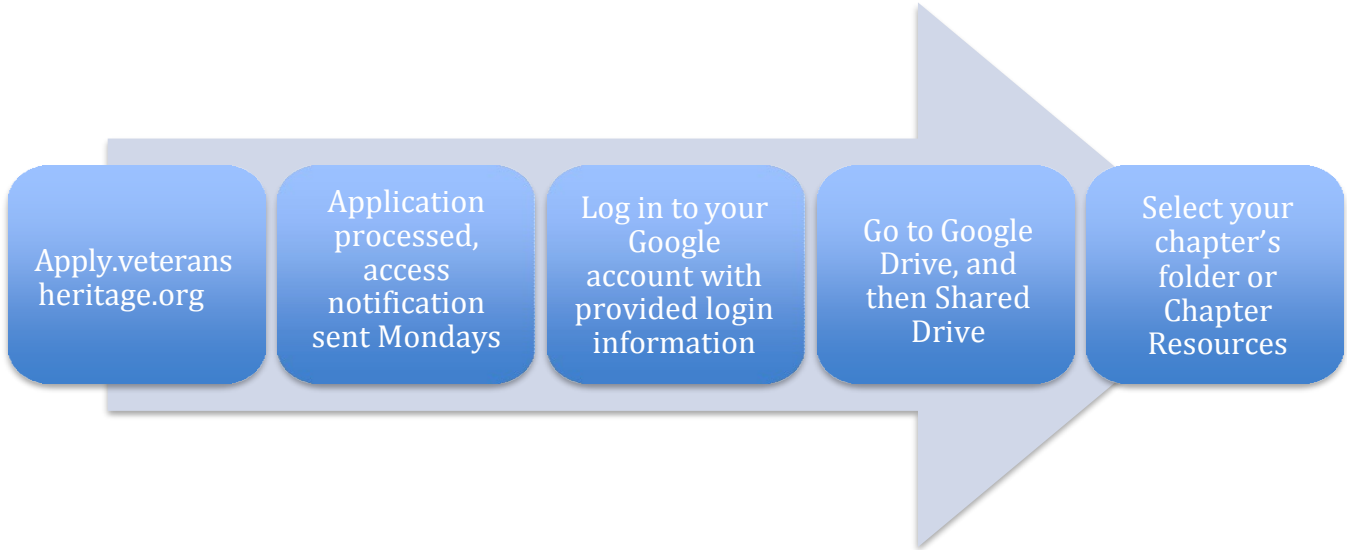 Apply.veterans
heritage.org
Application
processed,
access
notification
sent Mondays
Log in to your
Google
account with
provided login
information
Go to Google
Drive, and
then Shared
Drive
Select your
chapter’s
folder or
Chapter
Resources